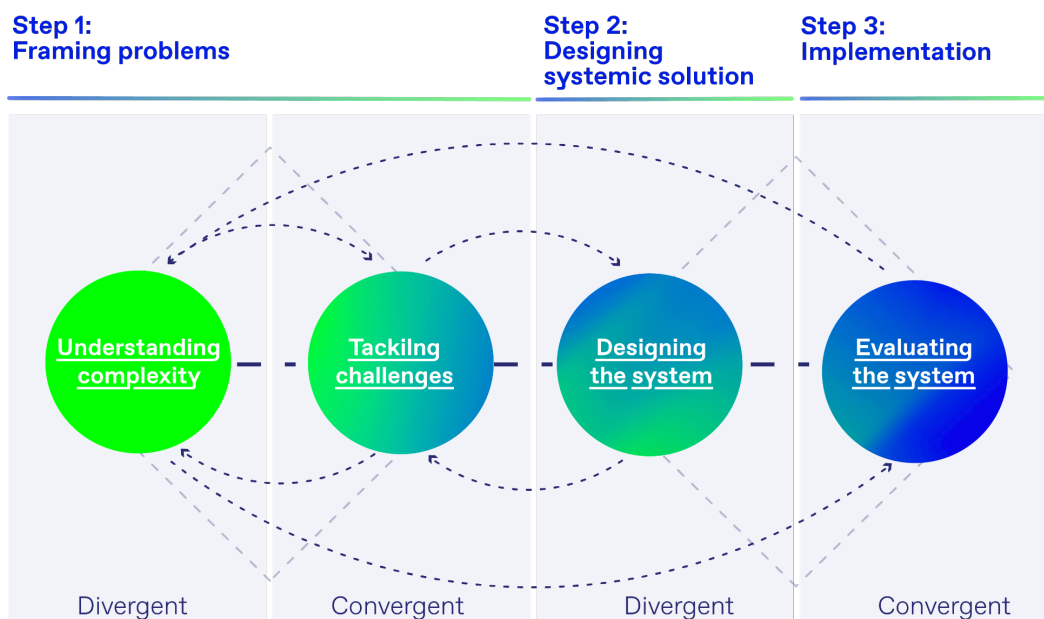 Step 1:
Framing problems
Step 2:
Designing
systemic solution
Step 3:
Implementation
Understanding
complexity
Tackilng
challenges
Designing
the system
Evaluating
the system
Divergent
Convergent
Divergent
Convergent